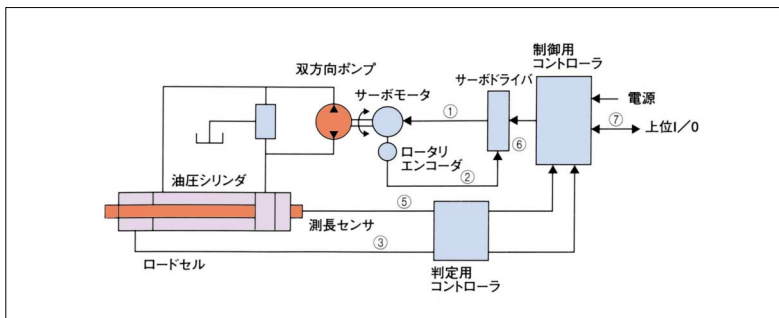 制御用
コントローラ
双方向ポンプ
サーボドライバ
サーボモータ
電源
①
⑦
上位I/O
⑥
ロータリ
エンコーダ
②
油圧シリンダ
⑤
測長センサ
③
ロードセル
判定用
コントローラ